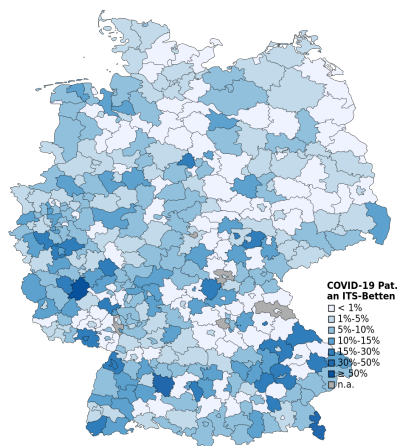 COVID-19 Pat.
an ITS-Betten
< 1%
1%-5%
5%-10%
10%-15%
15%-30%
30%-50%
≥ 50%
n.a.